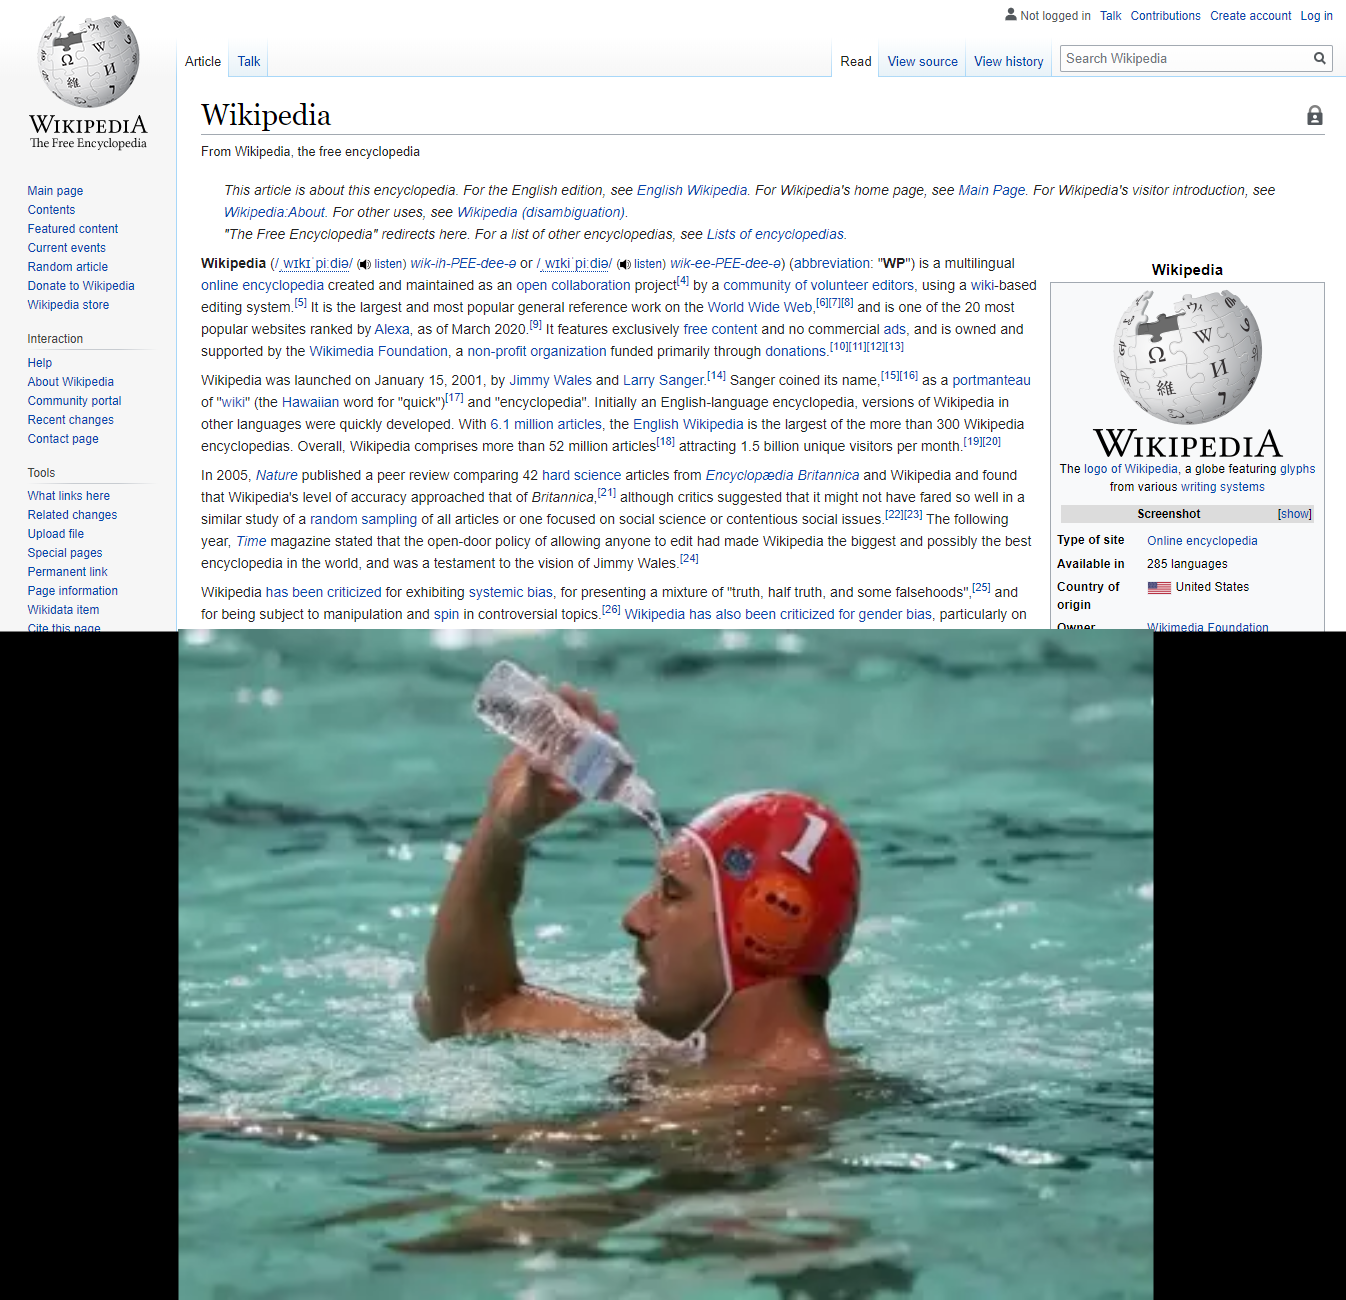 Not logged in Talk Contributions Create account Log in
Article Talk Read View source View history Search Wikipedia
WIKIPEDIA
The Free Encyclopedia
Main page
Contents
Featured content
Current events
Random article
Donate to Wikipedia
Wikipedia store
Interaction
Help
About Wikipedia
Community portal
Recent changes
Contact page
Tools
What links here
Related changes
Upload file
Special pages
Permanent link
Page information
Wikidata item
Cite this page
Wikipedia
From Wikipedia, the free encyclopedia
This article is about this encyclopedia. For the English edition, see English Wikipedia. For Wikipedia's home page, see Main Page. For Wikipedia's visitor introduction, see
Wikipedia:About. For other uses, see Wikipedia (disambiguation).
"The Free Encyclopedia" redirects here. For a list of other encyclopedias, see Lists of encyclopedias.
Wikipedia (/ˌwɪkɪˈpiːdiə/ (listen) wik-ih-PEE-dee-ə or /ˌwɪkiˈpiːdiə/ (listen) wik-ee-PEE-dee-ə) (abbreviation: "WP") is a multilingual
online encyclopedia created and maintained as an open collaboration project[4] by a community of volunteer editors, using a wiki-based
editing system.[5] It is the largest and most popular general reference work on the World Wide Web,[6][7][8] and is one of the 20 most
popular websites ranked by Alexa, as of March 2020.[9] It features exclusively free content and no commercial ads, and is owned and
supported by the Wikimedia Foundation, a non-profit organization funded primarily through donations.[10][11][12][13]
Wikipedia was launched on January 15, 2001, by Jimmy Wales and Larry Sanger.[14] Sanger coined its name,[15][16] as a portmanteau
of "wiki" (the Hawaiian word for "quick")[17] and "encyclopedia". Initially an English-language encyclopedia, versions of Wikipedia in
other languages were quickly developed. With 6.1 million articles, the English Wikipedia is the largest of the more than 300 Wikipedia
encyclopedias. Overall, Wikipedia comprises more than 52 million articles[18] attracting 1.5 billion unique visitors per month.[19][20]
In 2005, Nature published a peer review comparing 42 hard science articles from Encyclopædia Britannica and Wikipedia and found
that Wikipedia's level of accuracy approached that of Britannica,[21] although critics suggested that it might not have fared so well in a
similar study of a random sampling of all articles or one focused on social science or contentious social issues.[22][23] The following
year, Time magazine stated that the open-door policy of allowing anyone to edit had made Wikipedia the biggest and possibly the best
encyclopedia in the world, and was a testament to the vision of Jimmy Wales.[24]
Wikipedia has been criticized for exhibiting systemic bias, for presenting a mixture of "truth, half truth, and some falsehoods",[25] and
for being subject to manipulation and spin in controversial topics.[26] Wikipedia has also been criticized for gender bias, particularly on
Wikipedia
WIKIPEDIA
The logo of Wikipedia, a globe featuring glyphs
from various writing systems
Screenshot [show]
Type of site Online encyclopedia
Available in 285 languages
Country of United States
origin
Owner Wikimedia Foundation
1